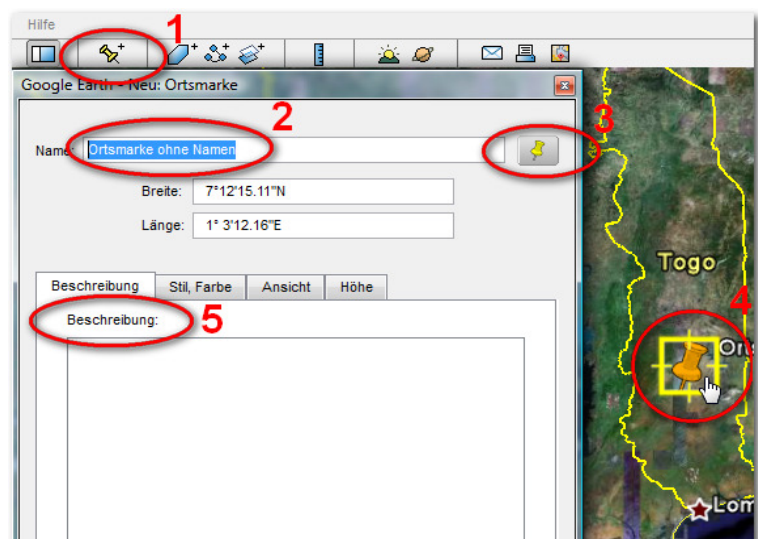 Hilfe
1
Google Earth - Neu: Ortsmarke
2
3
Name: Ortsmarke ohne Namen
Breite: 7°12'15.11"N
Länge: 1° 3'12.16"E
Togo
Beschreibung Stil, Farbe Ansicht Höhe
4
Beschreibung:
5
Ort
Lom